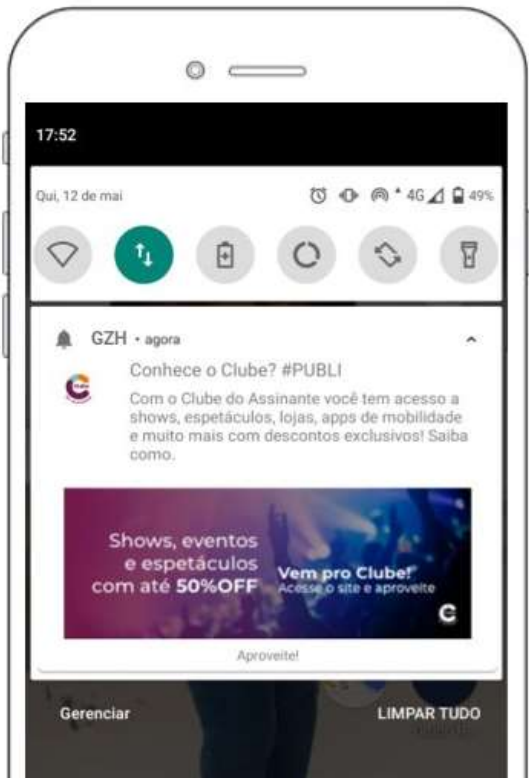 17:52
Qui, 12 de mai
4G 49%
GZH • agora
Conhece o Clube? #PUBLI
Com o Clube do Assinante você tem acesso a
shows, espetáculos, lojas, apps de mobilidade
e muito mais com descontos exclusivos! Saiba
como.
Shows, eventos
e espetáculos
com até 50%OFF
Vem pro Clube!
Acesse o site e aproveite
Aproveite!
Gerenciar
LIMPAR TUDO